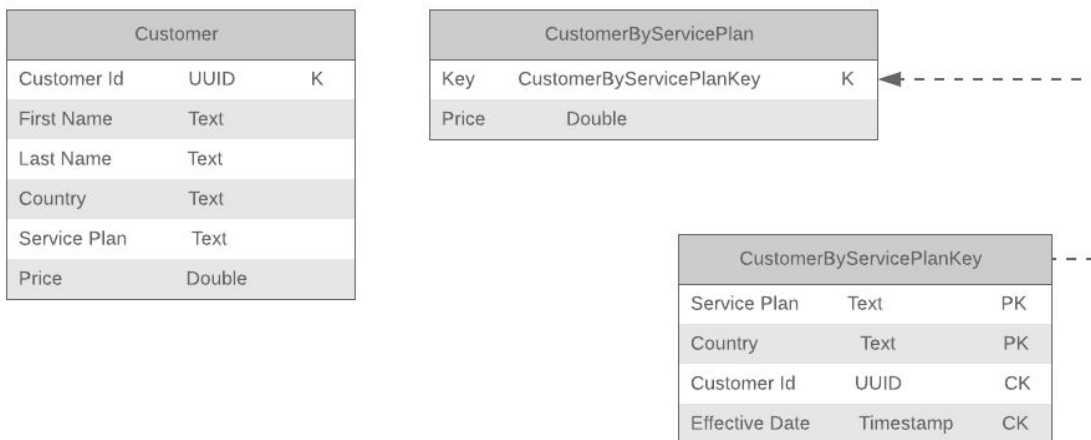 Customer
Customer Id UUID K
First Name Text
Last Name Text
Country Text
Service Plan Text
Price Double
CustomerByServicePlan
Key CustomerByServicePlanKey K
Price Double
CustomerByServicePlanKey
Service Plan Text PK
Country Text PK
Customer Id UUID CK
Effective Date Timestamp CK